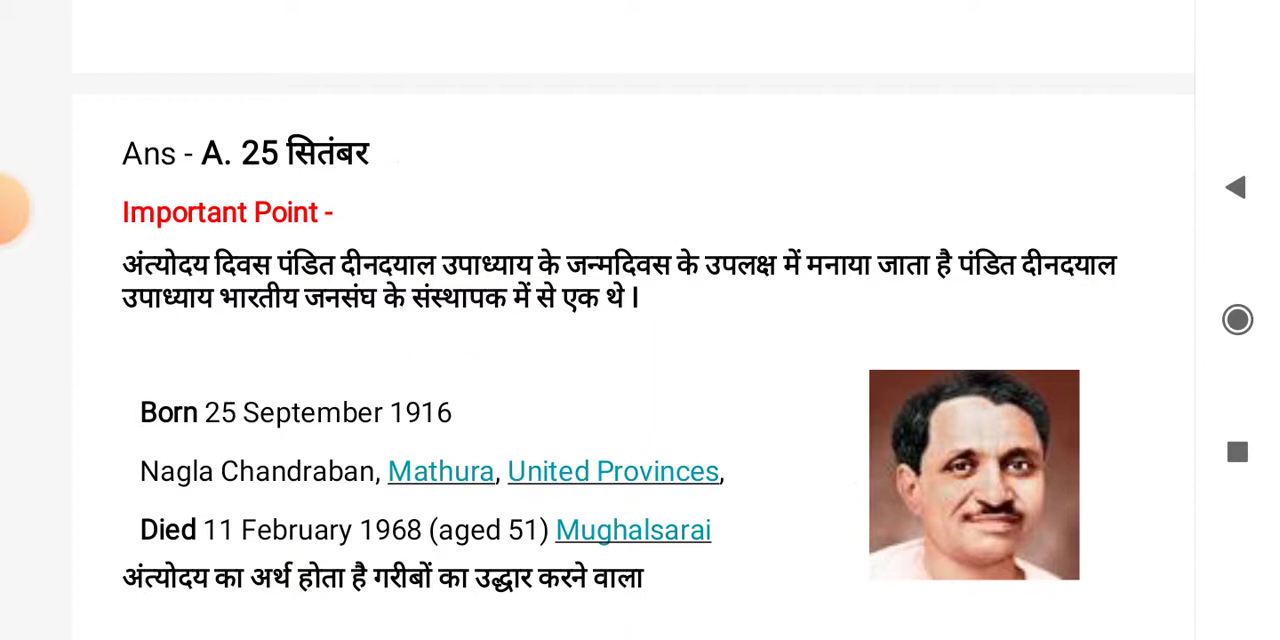 Ans - A. 25 सितंबर
Important Point -
अंत्योदय दिवस पंडित दीनदयाल उपाध्याय के जन्मदिवस के उपलक्ष में मनाया जाता है पंडित दीनदयाल
उपाध्याय भारतीय जनसंघ के संस्थापक में से एक थे I
Born 25 September 1916
Nagla Chandraban, Mathura, United Provinces,
Died 11 February 1968 (aged 51) Mughalsarai
अंत्योदय का अर्थ होता है गरीबों का उद्धार करने वाला